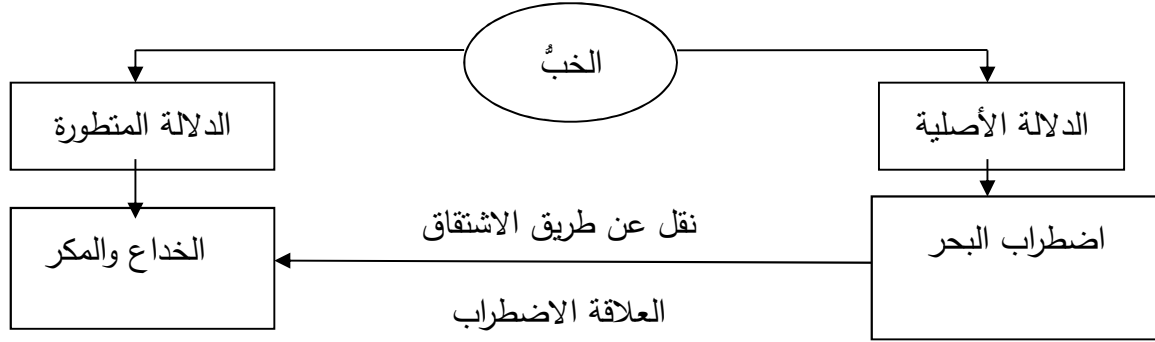 الخبُّ
الدلالة الأصلية
الدلالة المتطورة
اضطراب البحر
نقل عن طريق الاشتقاق
الخداع والمكر
العلاقة الاضطراب